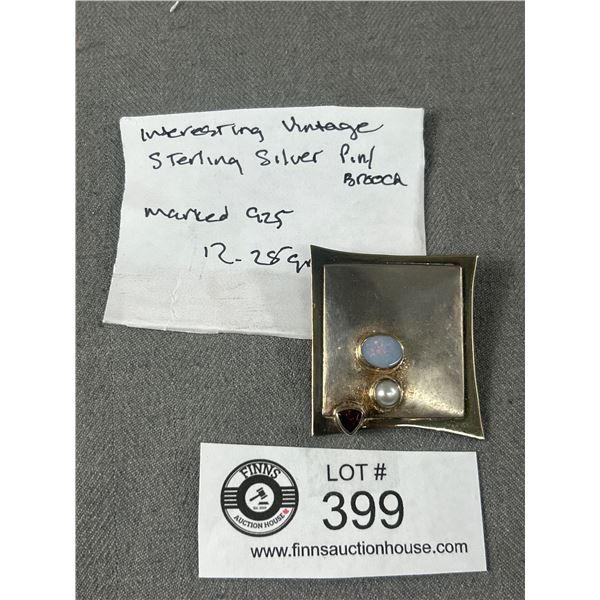 Interesting Vintage
Sterling Silver Pin/
Brooch
Marked 925
12-28gr
FINNS
AUCTION HOUSE
LOT #
399
www.finnsauctionhouse.com